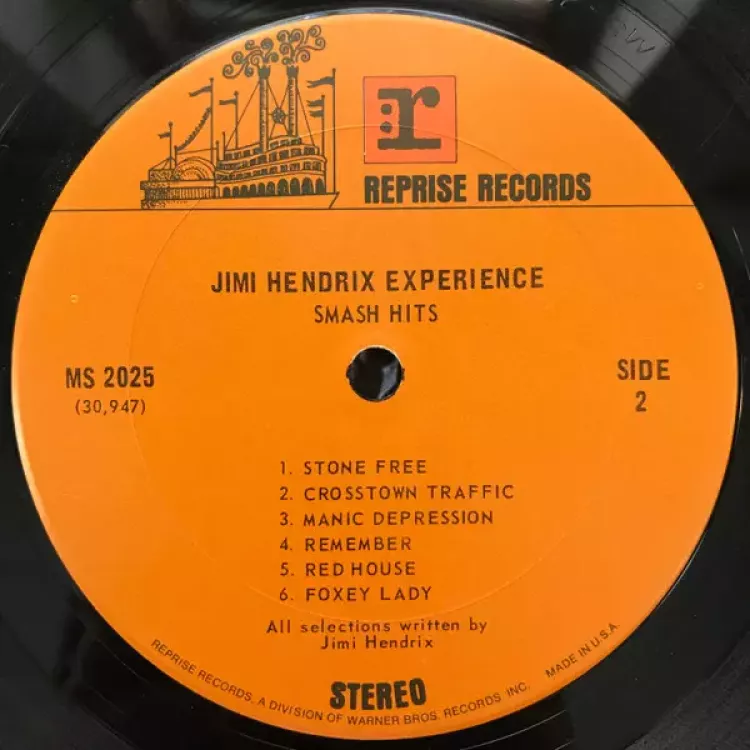 r
REPRISE RECORDS
JIMI HENDRIX EXPERIENCE
SMASH HITS
MS 2025
(30,947)
SIDE
2
1. STONE FREE
2. CROSSTOWN TRAFFIC
3. MANIC DEPRESSION
4. REMEMBER
5. RED HOUSE
6. FOXEY LADY
All selections written by
Jimi Hendrix
STEREO
REPRISE RECORDS, A DIVISION OF WARNER BROS. RECORDS INC. MADE IN U.S.A.